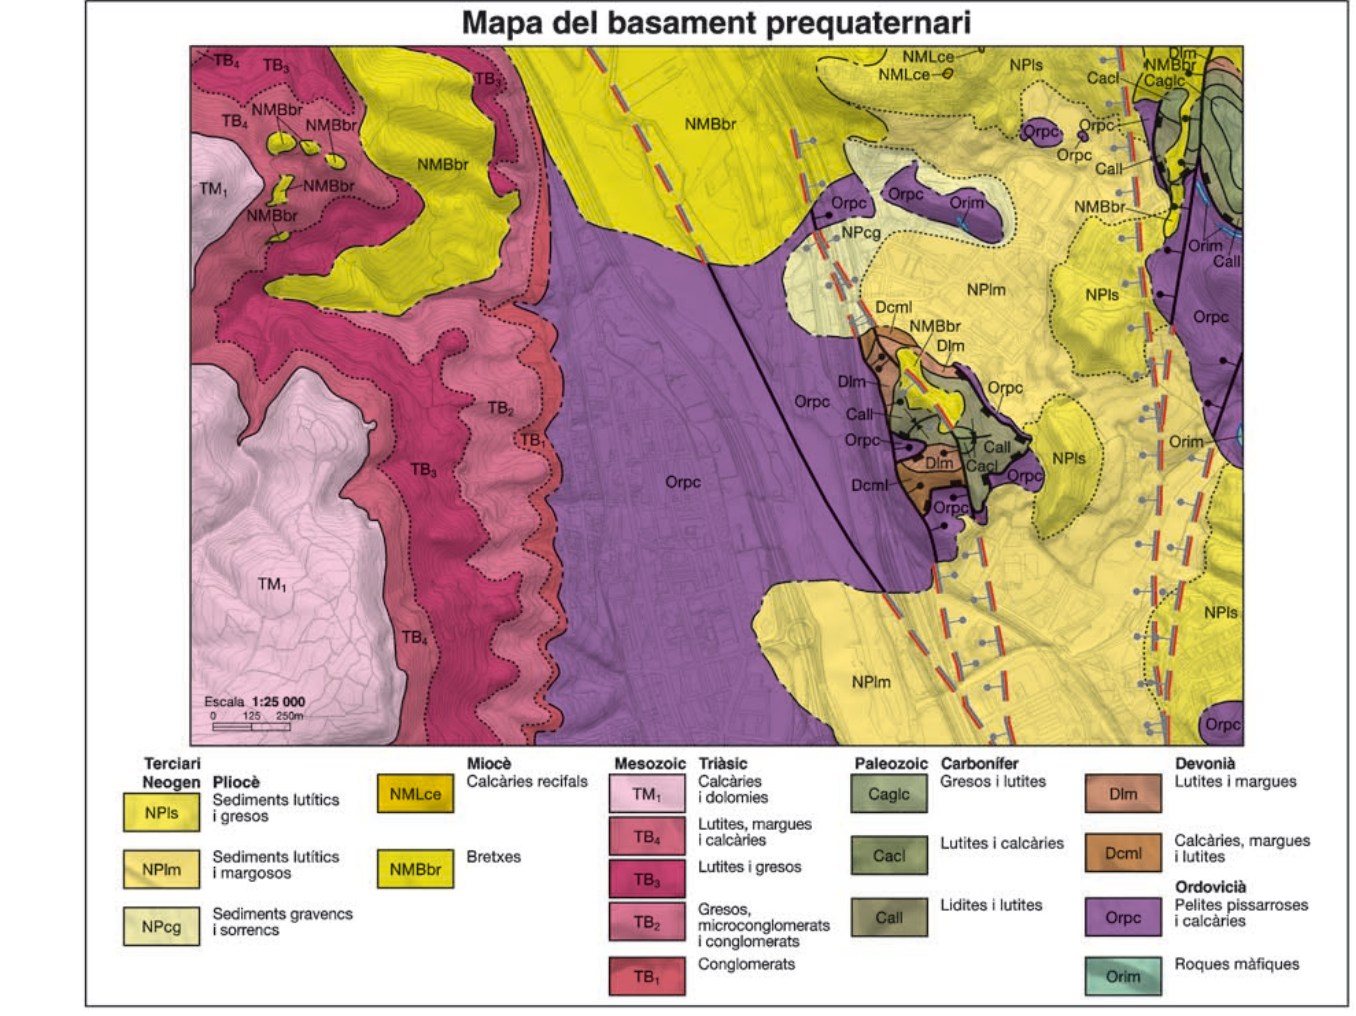 Mapa del basament prequaternari
TB4
TB3
TB3
NMLce
NMLce
NPls
Cacl
Dlm
NMBbr
Caglc
TB4
NMBbr
NMBbr
NMBbr
NMBbr
Orpc
Orpc
Orpc
Call
TM1
NMBbr
NMBbr
Orpc
Orpc
Orim
NMBbr
NPcg
Orim
Call
NPlm
NPls
Dcml
NMBbr
Dlm
Orpc
Dlm
Orpc
Orpc
TB2
Call
TB1
Orpc
Call
Orim
TB3
Dlm
Cacl
NPls
Orpc
Dcml
Orpc
Orpc
TM1
NPls
TB4
NPlm
Orpc
Escala 1:25 000
0 125 250m
Terciari
Neogen Pliocè
NPls Sediments lutítics
i gresos
NPlm Sediments lutítics
i margosos
NPcg Sediments gravencs
i sorrencs
Miocè
NMLce Calcàries recifals
NMBbr Bretxes
Mesozoic Triàsic
TM1 Calcàries
i dolomies
TB4 Lutites, margues
i calcàries
TB3 Lutites i gresos
TB2 Gresos,
microconglomerats
i conglomerats
TB1 Conglomerats
Paleozoic Carbonífer
Caglc Gresos i lutites
Cacl Lutites i calcàries
Call Lidites i lutites
Devonià
Dlm Lutites i margues
Dcml Calcàries, margues
i lutites
Ordovicià
Orpc Pelites pissarroses
i calcàries
Orim Roques màfiques